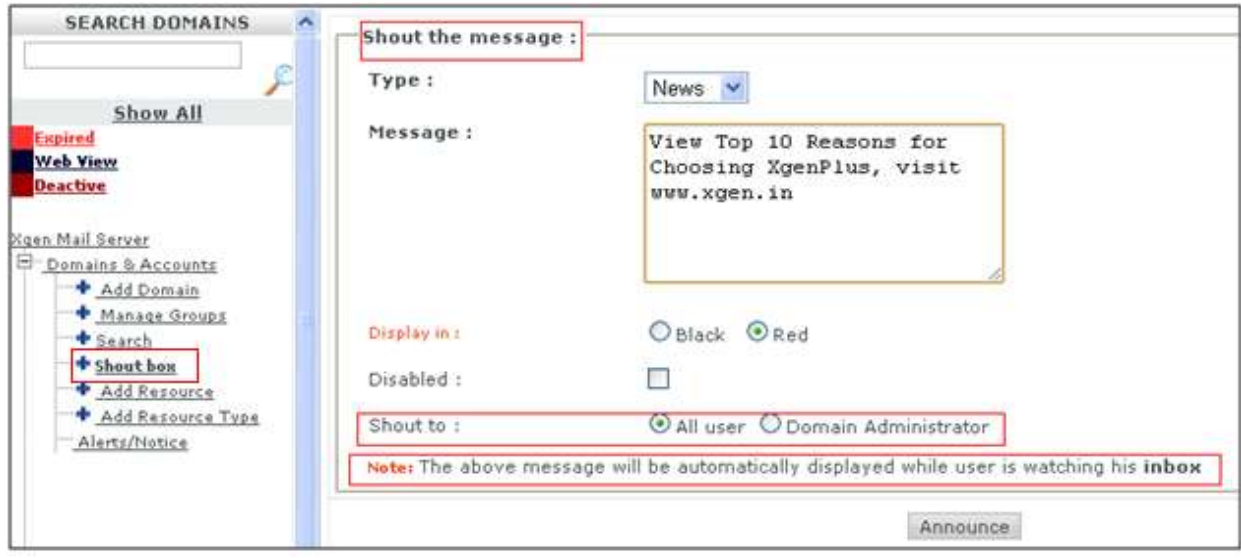 SEARCH DOMAINS
Show All
Expired
Web View
Deactive
Xgen Mail Server
Domains & Accounts
Add Domain
Manage Groups
Search
Shout box
Add Resource
Add Resource Type
Alerts/Notice
Shout the message :
Type :
News
Message :
View Top 10 Reasons for
Choosing XgenPlus, visit
www.xgen.in
Display in :
Black Red
Disabled :
Shout to :
All user Domain Administrator
Note: The above message will be automatically displayed while user is watching his inbox
Announce